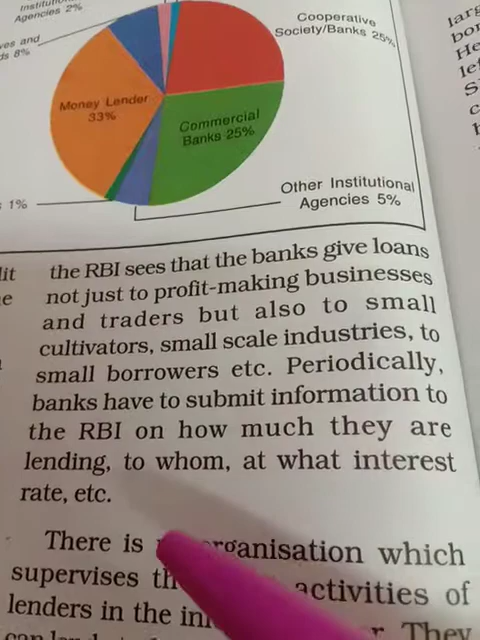 Agencies 2%
Cooperative
Society/Banks 25%
ves and
ds 8%
Money Lender
33%
Commercial
Banks 25%
Other Institutional
Agencies 5%
1%
the RBI sees that the banks give loans
not just to profit-making businesses
and traders but also to small
cultivators, small scale industries, to
small borrowers etc. Periodically,
banks have to submit information to
the RBI on how much they are
lending, to whom, at what interest
rate, etc.
There is organisation which
supervises activities of
lenders in the They